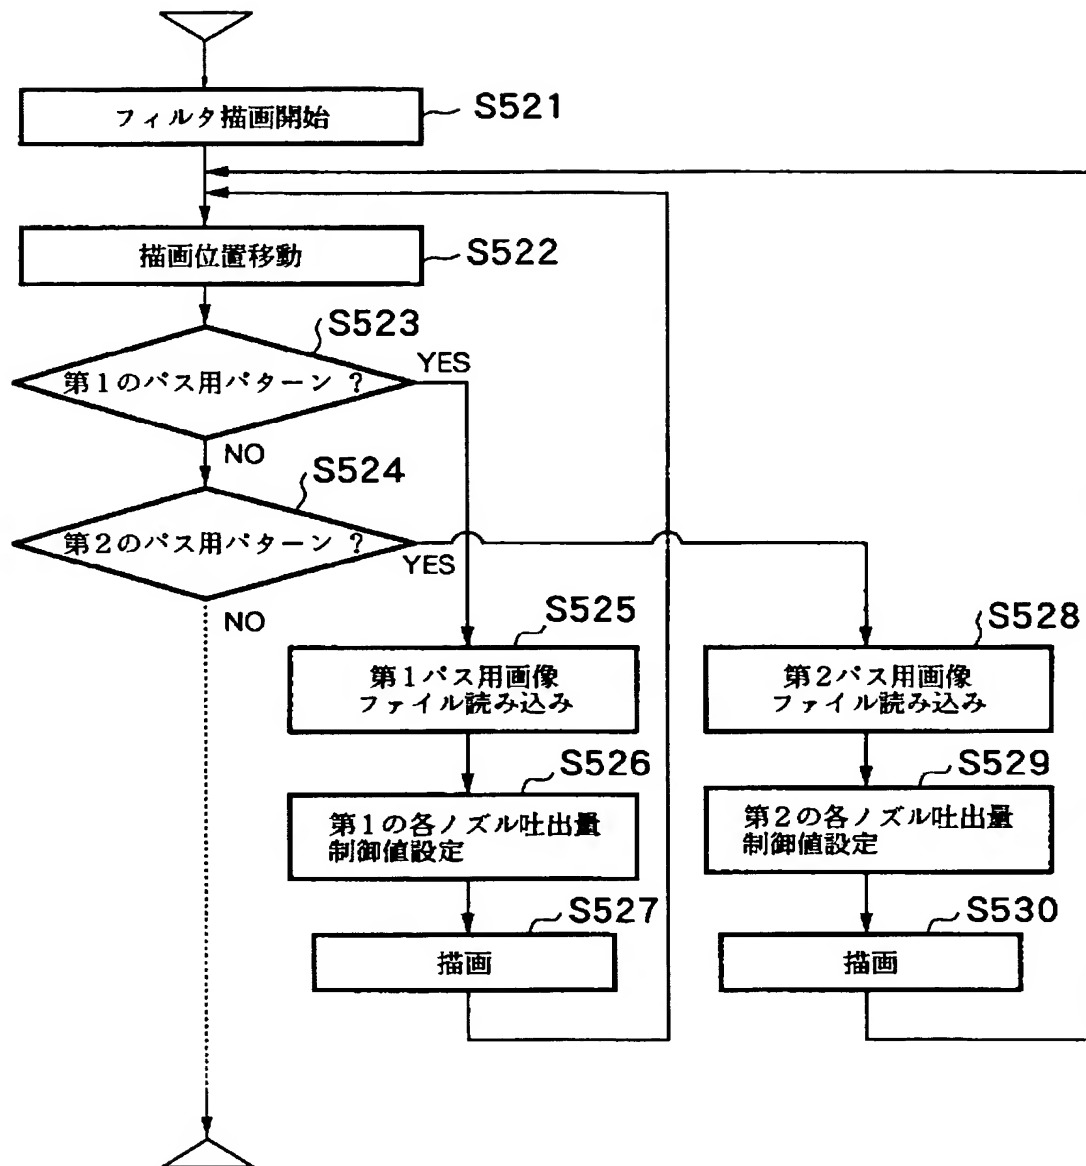 フィルタ描画開始
S521
描画位置移動
S522
S523
第1のパス用パターン ?
YES
NO
S524
第2のパス用パターン ?
YES
NO
S525
第1パス用画像
ファイル読み込み
S528
第2パス用画像
ファイル読み込み
S526
第1の各ノズル吐出量
制御値設定
S529
第2の各ノズル吐出量
制御値設定
S527
描画
S530
描画